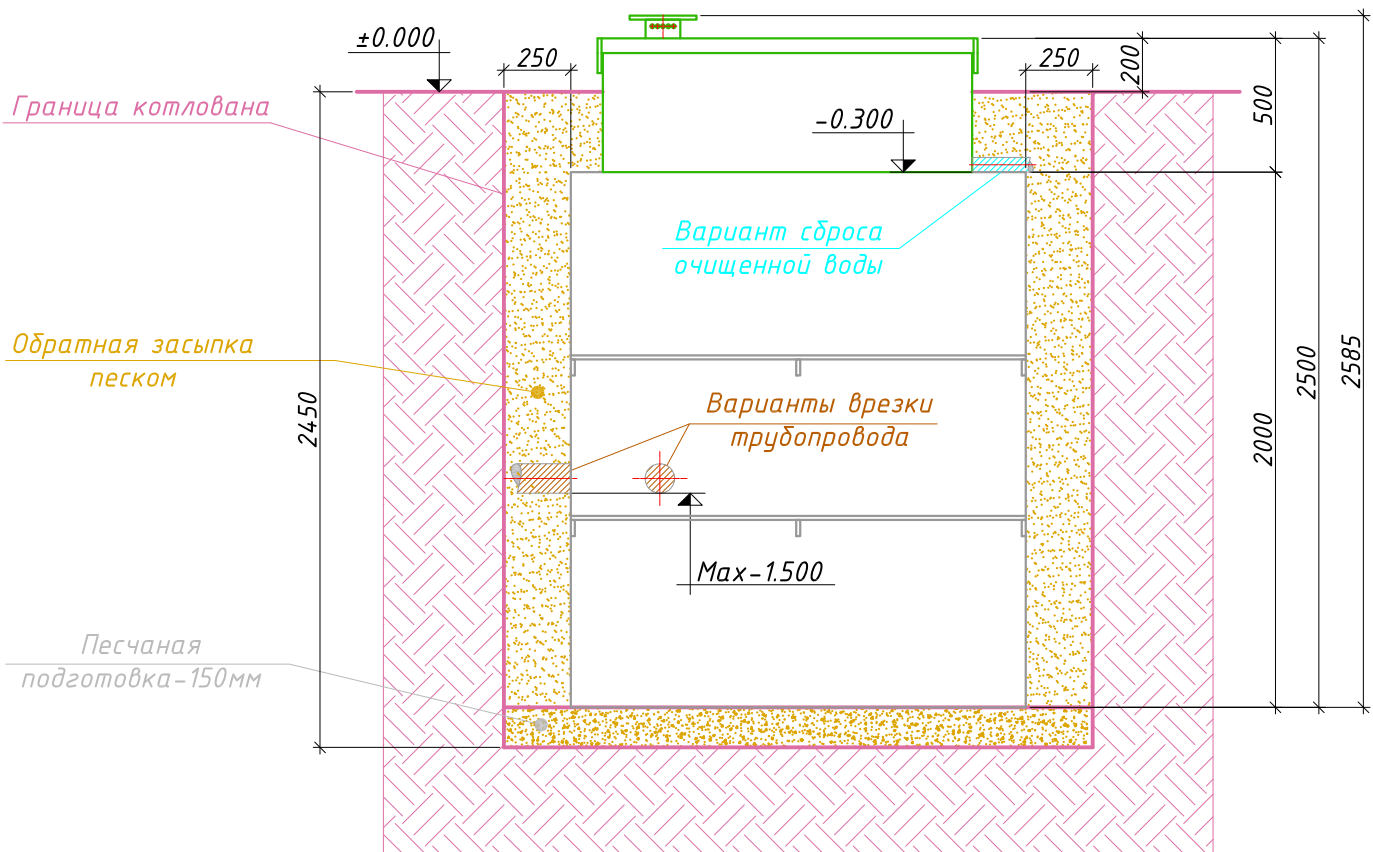 ±0.000
250
250
200
500
Граница котлована
-0.300
Вариант сброса
очищенной воды
Обратная засыпка
песком
2450
Варианты врезки
трубопровода
2000
2500
2585
Max-1.500
Песчаная
подготовка-150мм